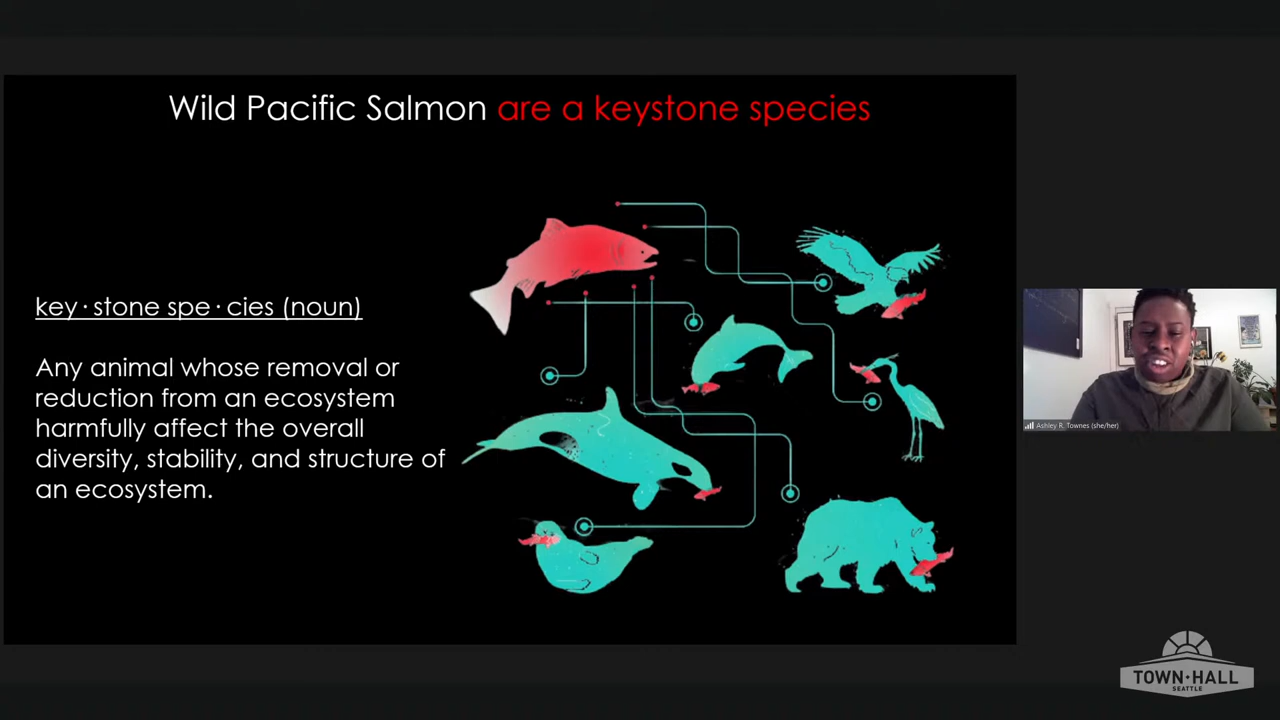 Wild Pacific Salmon are a keystone species
key·stone spe·cies (noun)
Any animal whose removal or
reduction from an ecosystem
harmfully affect the overall
diversity, stability, and structure of
an ecosystem.
Ashley R. Townes (she/her)
TOWN·HALL
SEATTLE